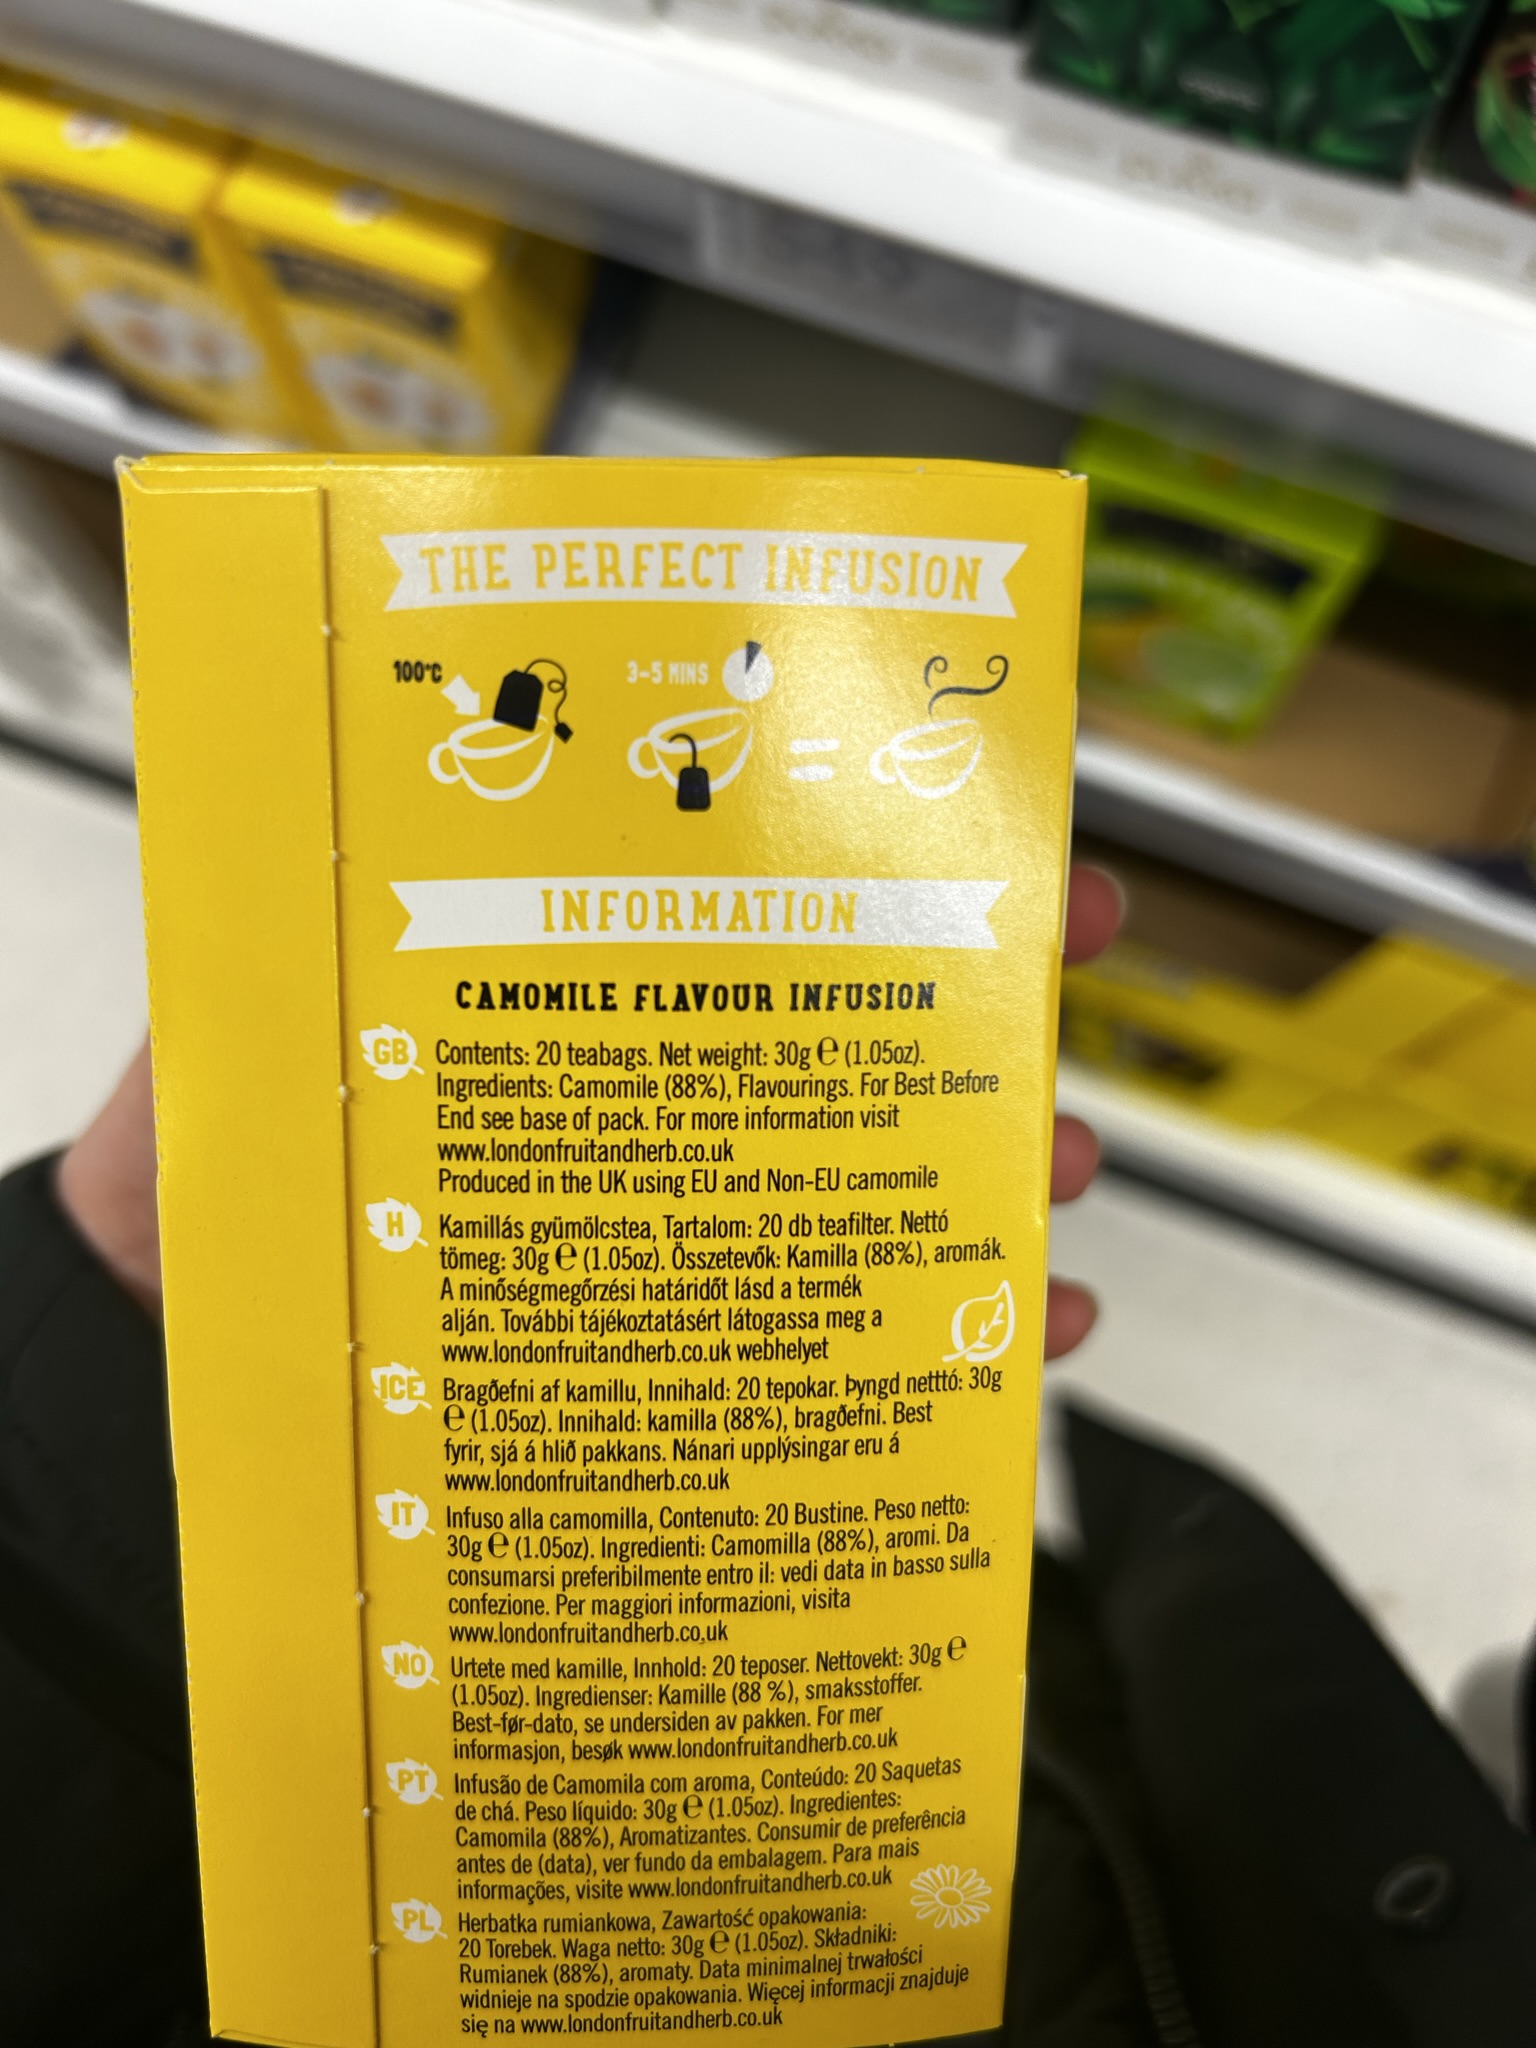 THE PERFECT INFUSION
100°C
3-5 MINS
=
INFORMATION
CAMOMILE FLAVOUR INFUSION
GB Contents: 20 teabags. Net weight: 30g ℮ (1.05oz).
Ingredients: Camomile (88%), Flavourings. For Best Before
End see base of pack. For more information visit
www.londonfruitandherb.co.uk
Produced in the UK using EU and Non-EU camomile
H Kamillás gyümölcstea, Tartalom: 20 db teafilter. Nettó
tömeg: 30g ℮ (1.05oz). Összetevők: Kamilla (88%), aromák.
A minőségmegőrzési határidőt lásd a termék
alján. További tájékoztatásért látogassa meg a
www.londonfruitandherb.co.uk webhelyet
ICE Bragðefni af kamillu, Innihald: 20 tepokar. Þyngd netttó: 30g
℮ (1.05oz). Innihald: kamilla (88%), bragðefni. Best
fyrir, sjá á hlið pakkans. Nánari upplýsingar eru á
www.londonfruitandherb.co.uk
IT Infuso alla camomilla, Contenuto: 20 Bustine. Peso netto:
30g ℮ (1.05oz). Ingredienti: Camomilla (88%), aromi. Da
consumarsi preferibilmente entro il: vedi data in basso sulla
confezione. Per maggiori informazioni, visita
www.londonfruitandherb.co.uk
NO Urtete med kamille, Innhold: 20 teposer. Nettovekt: 30g ℮
(1.05oz). Ingredienser: Kamille (88 %), smaksstoffer.
Best-før-dato, se undersiden av pakken. For mer
informasjon, besøk www.londonfruitandherb.co.uk
PT Infusão de Camomila com aroma, Conteúdo: 20 Saquetas
de chá. Peso líquido: 30g ℮ (1.05oz). Ingredientes:
Camomila (88%), Aromatizantes. Consumir de preferência
antes de (data), ver fundo da embalagem. Para mais
informações, visite www.londonfruitandherb.co.uk
PL Herbatka rumiankowa, Zawartość opakowania:
20 Torebek. Waga netto: 30g ℮ (1.05oz). Składniki:
Rumianek (88%), aromaty. Data minimalnej trwałości
widnieje na spodzie opakowania. Więcej informacji znajduje
się na www.londonfruitandherb.co.uk